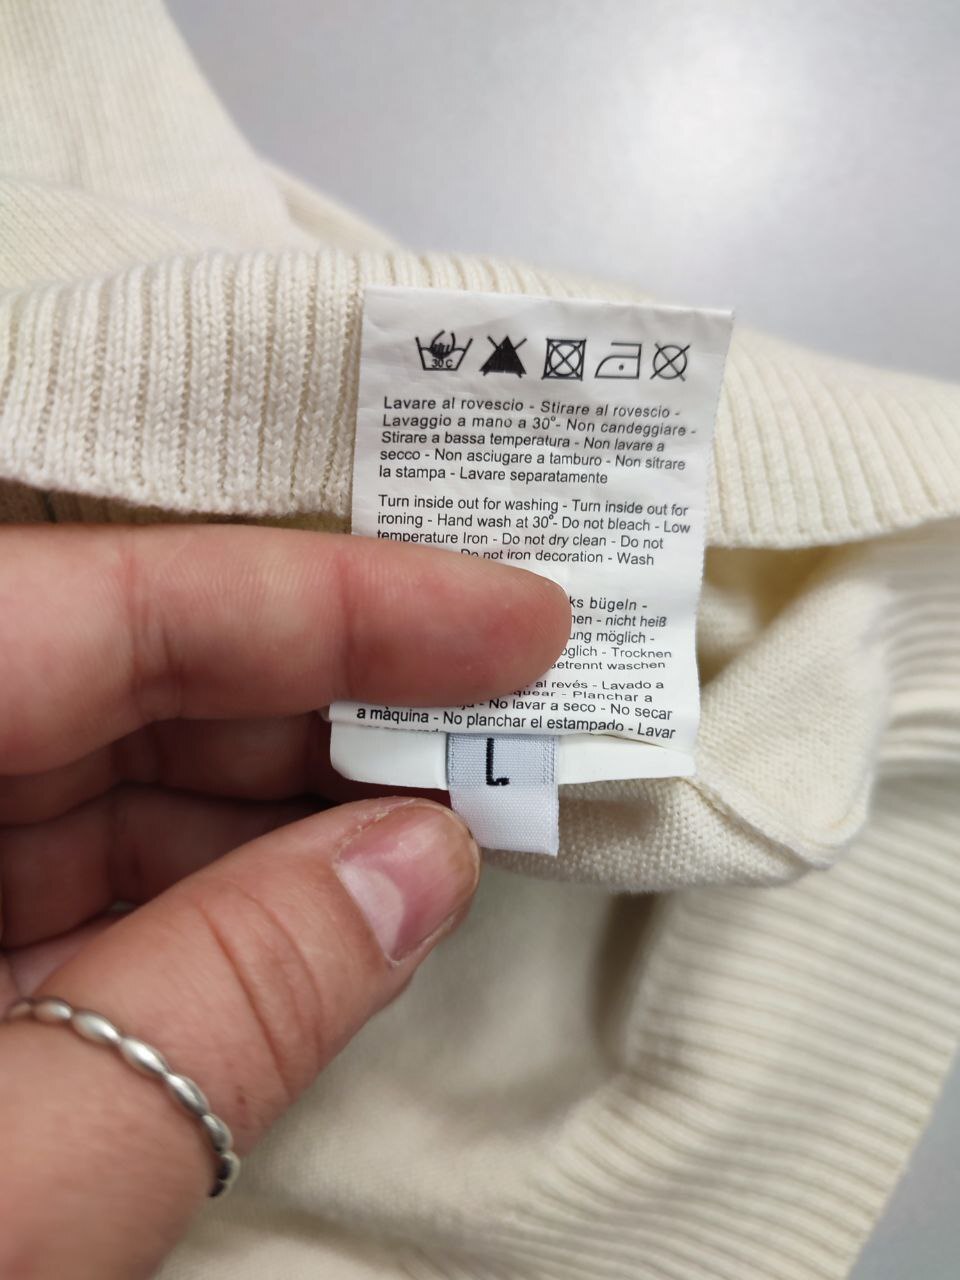 30 C
Lavare al rovescio - Stirare al rovescio -
Lavaggio a mano a 30°- Non candeggiare -
Stirare a bassa temperatura - Non lavare a
secco - Non asciugare a tamburo - Non sitrare
la stampa - Lavare separatamente
Turn inside out for washing - Turn inside out for
ironing - Hand wash at 30°- Do not bleach - Low
temperature Iron - Do not dry clean - Do not
Do not iron decoration - Wash
bügeln -
- nicht heiß
möglich -
- Trocknen
getrennt waschen
al revés - Lavado a
- Planchar a
- No lavar a seco - No secar
a màquina - No planchar el estampado - Lavar
L